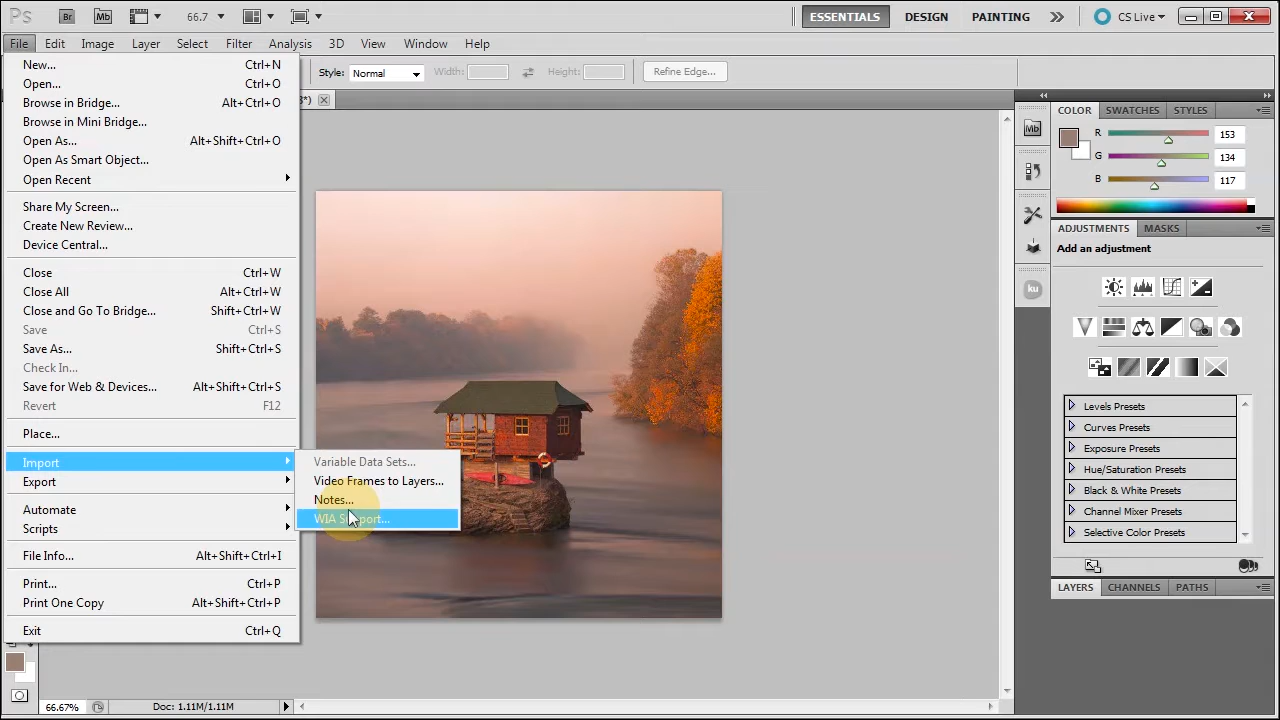 Ps Br Mb 66.7 ESSENTIALS DESIGN PAINTING CS Live
File Edit Image Layer Select Filter Analysis 3D View Window Help
Style: Normal Width: Height: Refine Edge...
3*)
New... Ctrl+N
Open... Ctrl+O
Browse in Bridge... Alt+Ctrl+O
Browse in Mini Bridge...
Open As... Alt+Shift+Ctrl+O
Open As Smart Object...
Open Recent
Share My Screen...
Create New Review...
Device Central...
Close Ctrl+W
Close All Alt+Ctrl+W
Close and Go To Bridge... Shift+Ctrl+W
Save Ctrl+S
Save As... Shift+Ctrl+S
Check In...
Save for Web & Devices... Alt+Shift+Ctrl+S
Revert F12
Place...
Import
Export
Automate
Scripts
File Info... Alt+Shift+Ctrl+I
Print... Ctrl+P
Print One Copy Alt+Shift+Ctrl+P
Exit Ctrl+Q
Variable Data Sets...
Video Frames to Layers...
Notes...
WIA Support...
Mb
ku
COLOR SWATCHES STYLES
R 153
G 134
B 117
ADJUSTMENTS MASKS
Add an adjustment
Levels Presets
Curves Presets
Exposure Presets
Hue/Saturation Presets
Black & White Presets
Channel Mixer Presets
Selective Color Presets
LAYERS CHANNELS PATHS
66.67% Doc: 1.11M/1.11M